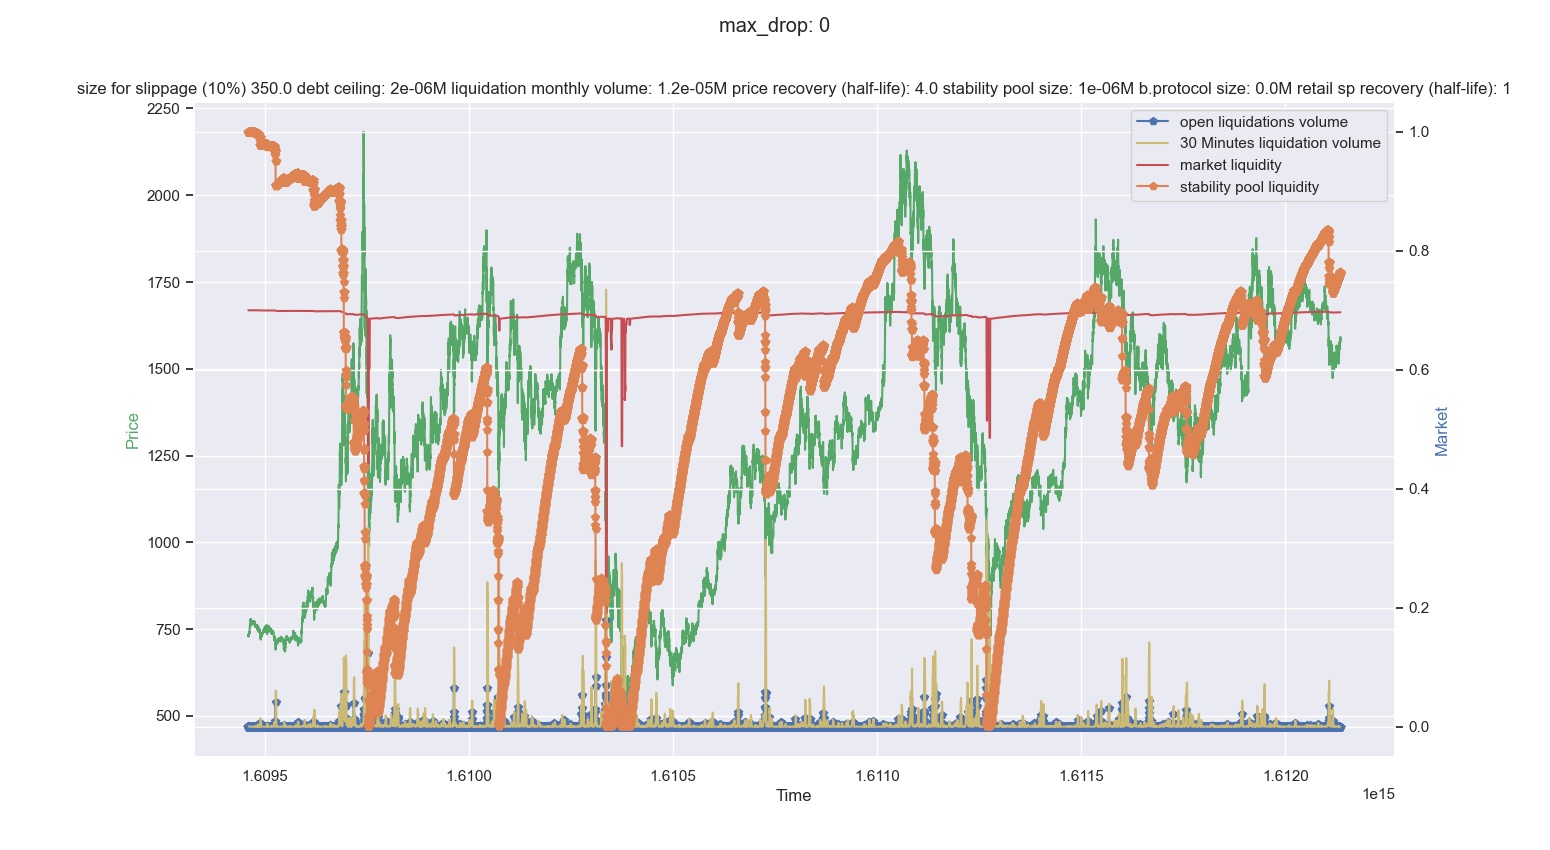 max_drop: 0
size for slippage (10%) 350.0 debt ceiling: 2e-06M liquidation monthly volume: 1.2e-05M price recovery (half-life): 4.0 stability pool size: 1e-06M b.protocol size: 0.0M retail sp recovery (half-life): 1
open liquidations volume
30 Minutes liquidation volume
market liquidity
stability pool liquidity
2250
2000
1750
1500
1250
1000
750
500
Price
1.0
0.8
0.6
0.4
0.2
0.0
Market
1.6095
1.6100
1.6105
1.6110
1.6115
1.6120
1e15
Time